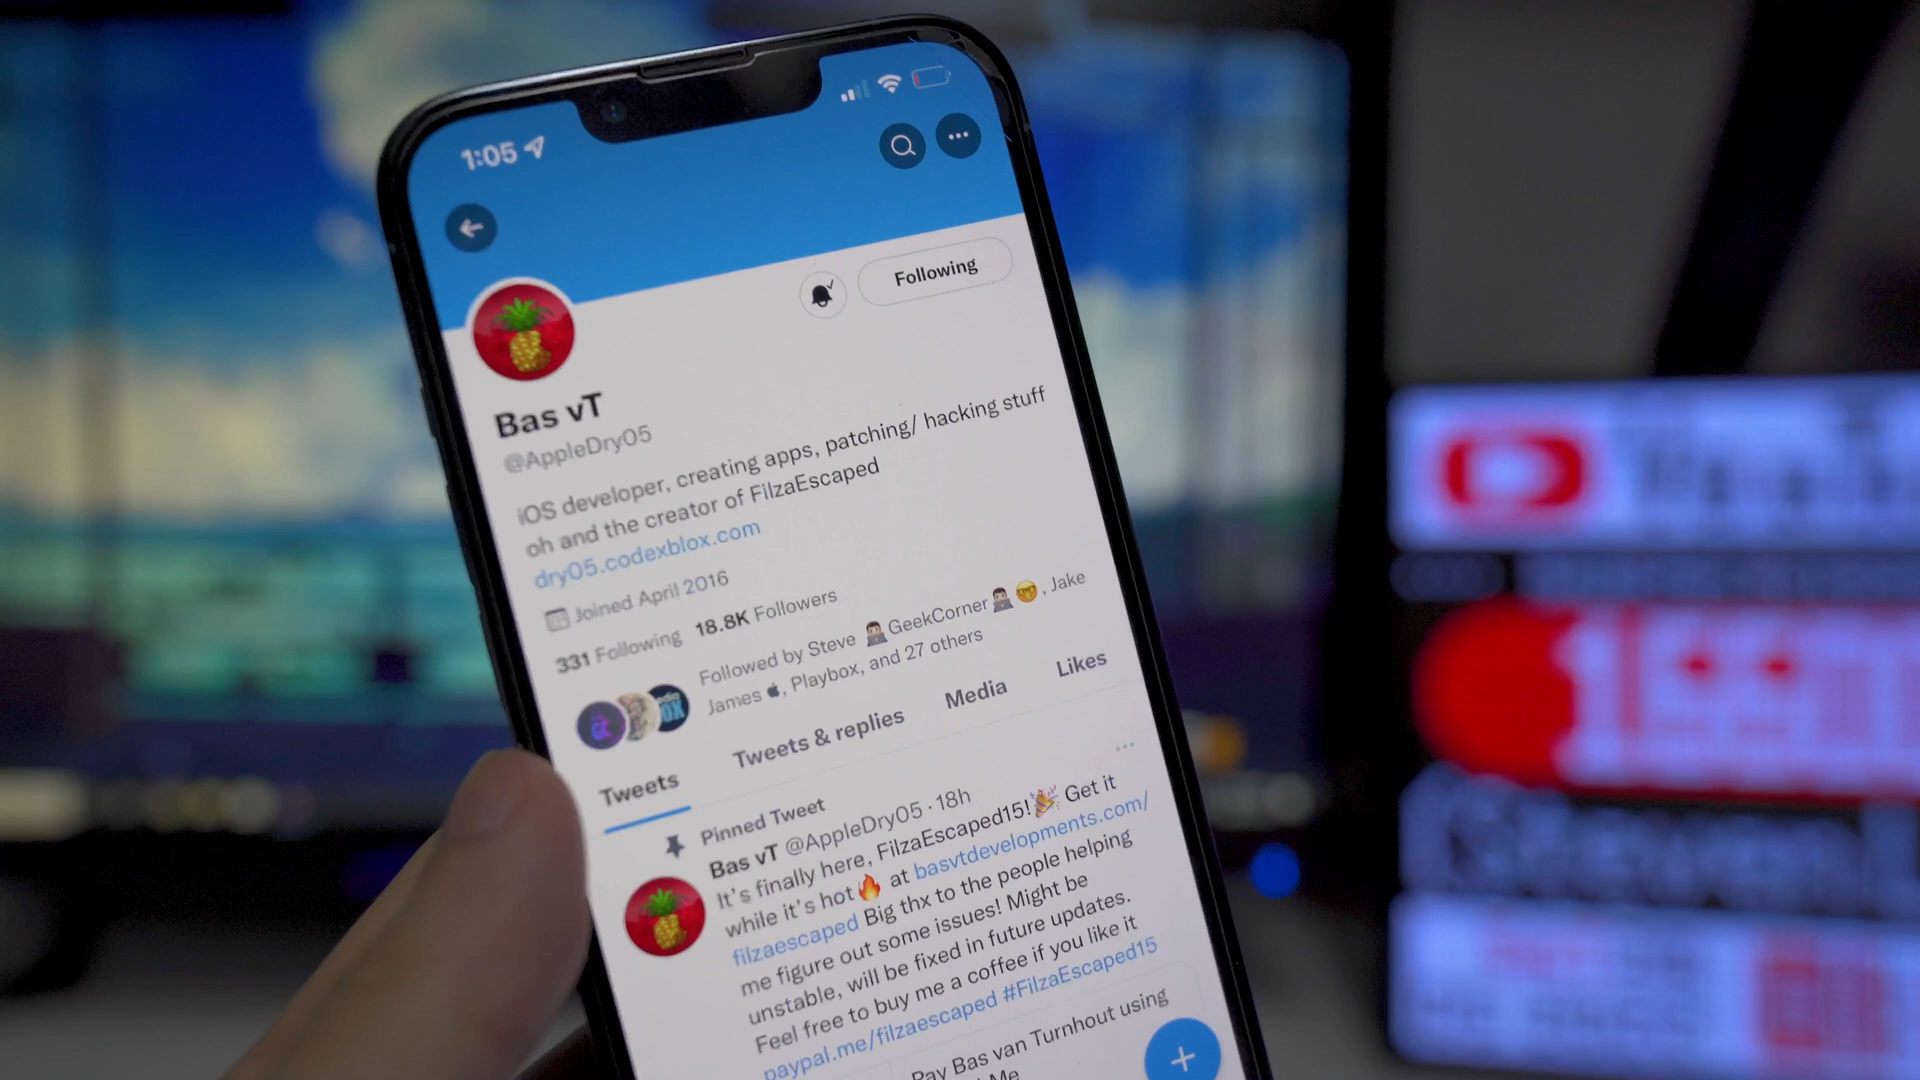 1:05
Following
Bas vT
@AppleDry05
iOS developer, creating apps, patching/ hacking stuff
oh and the creator of FilzaEscaped
dry05.codexblox.com
Joined April 2016
331 Following 18.8K Followers
Followed by Steve 👨🏻‍💻GeekCorner👨🏻‍💻🤓, Jake
James , Playbox, and 27 others
Tweets Tweets & replies Media Likes
Pinned Tweet
Bas vT @AppleDry05 · 18h
It's finally here, FilzaEscaped15!🎉 Get it
while it's hot🔥 at basvtdevelopments.com/
filzaescaped Big thx to the people helping
me figure out some issues! Might be
unstable, will be fixed in future updates.
Feel free to buy me a coffee if you like it
paypal.me/filzaescaped #FilzaEscaped15
Pay Bas van Turnhout using
Me